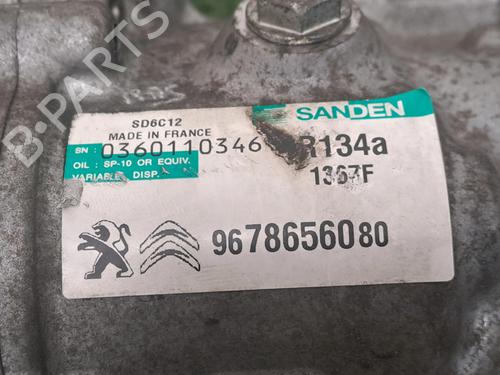 B-PARTS
SD6C12
MADE IN FRANCE
SANDEN
SN: 0360110346
R134a
OIL : SP-10 OR EQUIV.
VARIABLE DISP.
1367F
9678656080